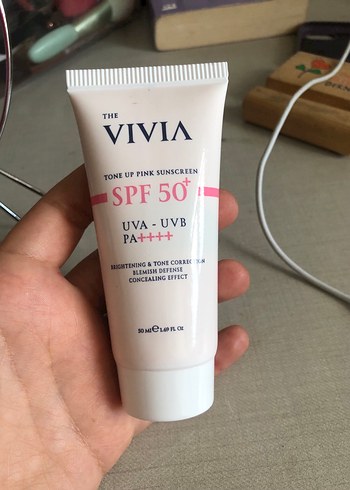 THE
VIVIA
TONE UP PINK SUNSCREEN
SPF 50+
UVA - UVB
PA++++
BRIGHTENING & TONE CORRECTION
BLEMISH DEFENSE
CONCEALING EFFECT
50 Ml e 1.69 FL Oz